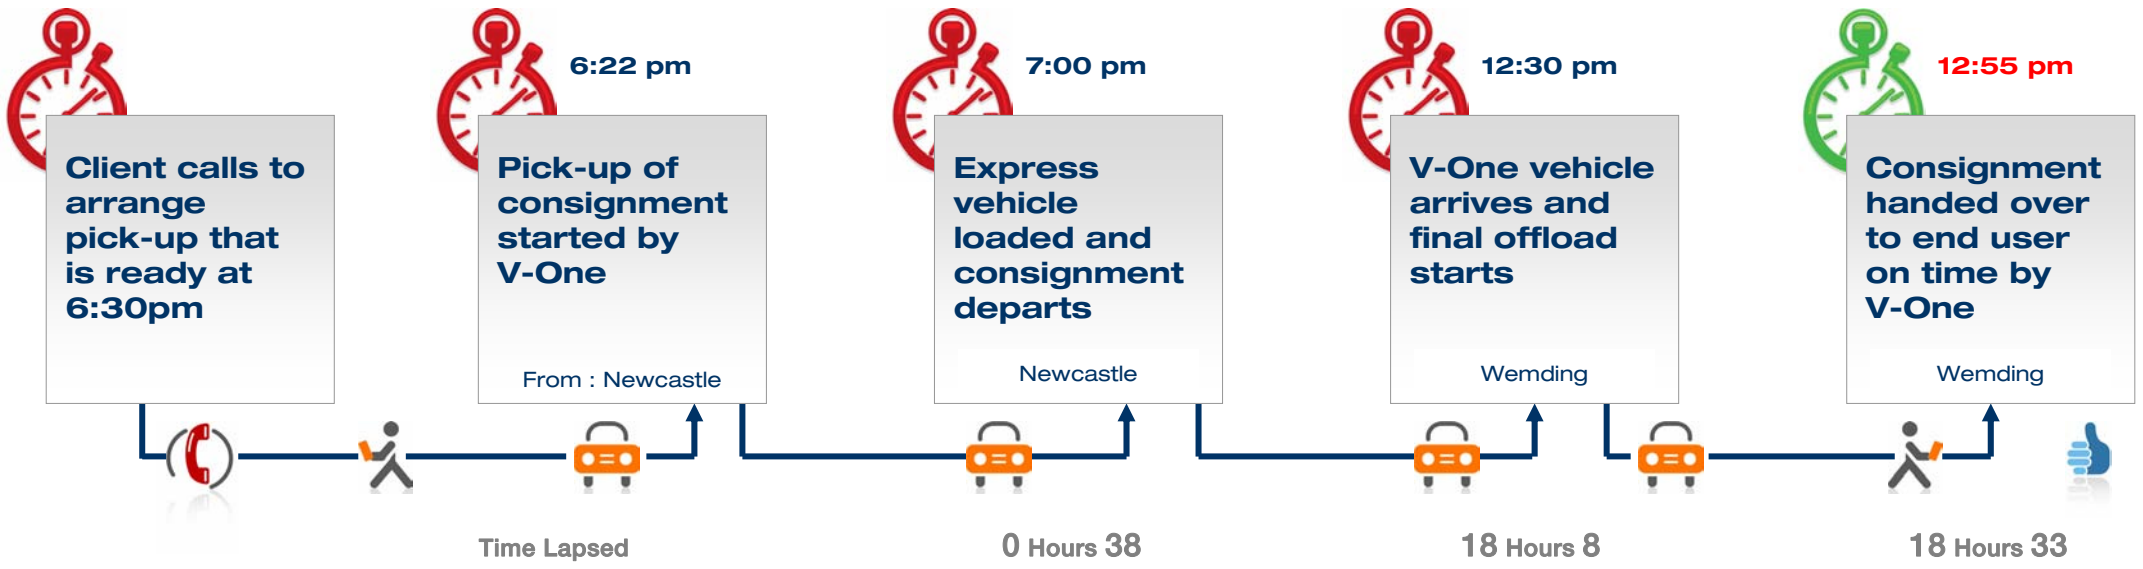 Client calls to
arrange
pick-up that
is ready at
6:30pm
6:22 pm
Pick-up of
consignment
started by
V-One
From : Newcastle
7:00 pm
Express
vehicle
loaded and
consignment
departs
Newcastle
12:30 pm
V-One vehicle
arrives and
final offload
starts
Wemding
12:55 pm
Consignment
handed over
to end user
on time by
V-One
Wemding
Time Lapsed
0 Hours 38
18 Hours 8
18 Hours 33